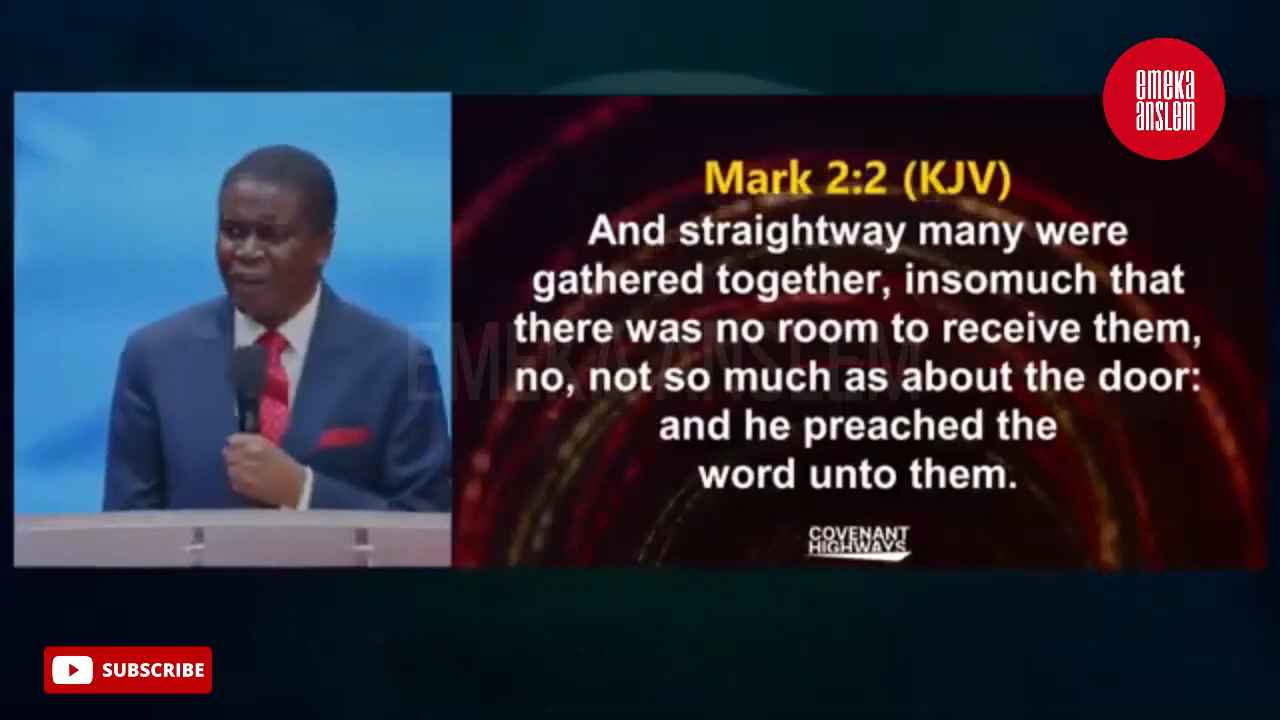 emeka
anslem
Mark 2:2 (KJV)
And straightway many were
gathered together, insomuch that
there was no room to receive them,
no, not so much as about the door:
and he preached the
word unto them.
EMEKA ANSLEM
COVENANT
HIGHWAYS
SUBSCRIBE